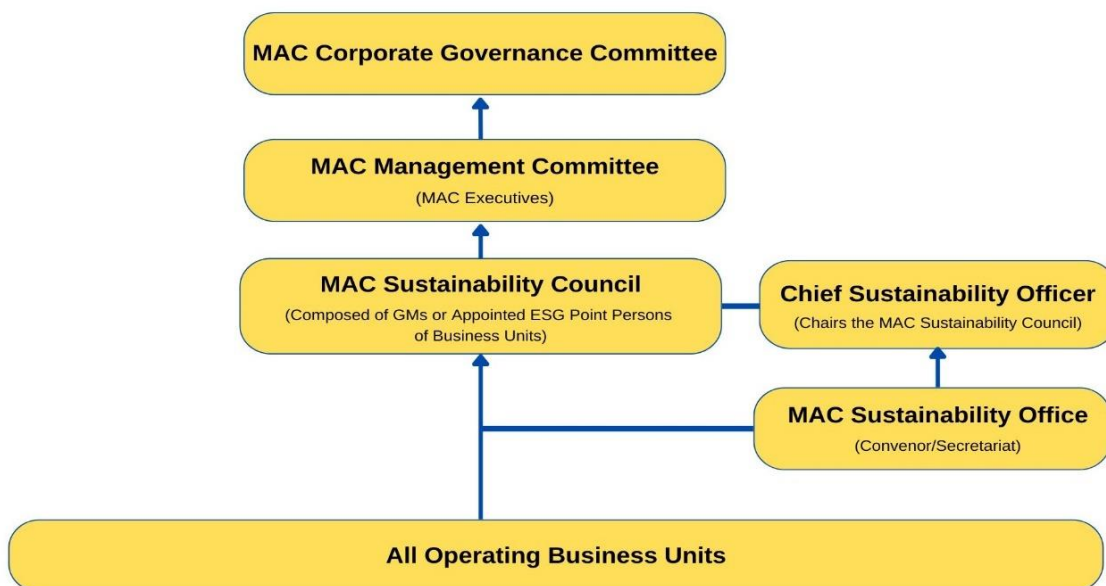 MAC Corporate Governance Committee
MAC Management Committee
(MAC Executives)
MAC Sustainability Council
(Composed of GMs or Appointed ESG Point Persons
of Business Units)
Chief Sustainability Officer
(Chairs the MAC Sustainability Council)
MAC Sustainability Office
(Convenor/Secretariat)
All Operating Business Units